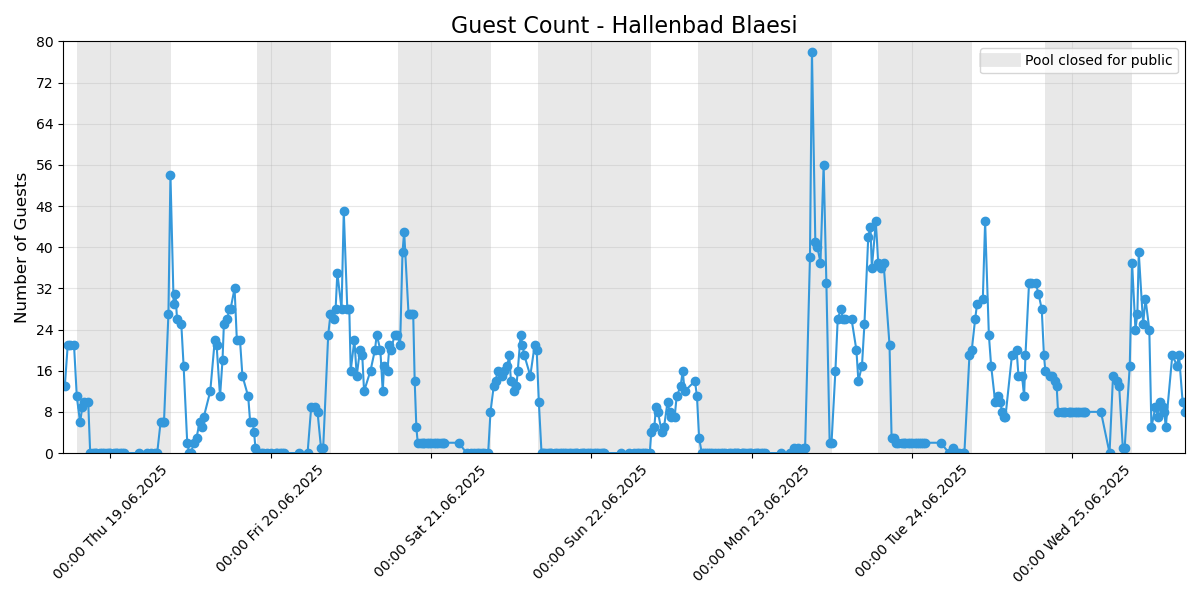 Guest Count - Hallenbad Blaesi
Pool closed for public
Number of Guests
80
72
64
56
48
40
32
24
16
8
0
00:00 Thu 19.06.2025
00:00 Fri 20.06.2025
00:00 Sat 21.06.2025
00:00 Sun 22.06.2025
00:00 Mon 23.06.2025
00:00 Tue 24.06.2025
00:00 Wed 25.06.2025